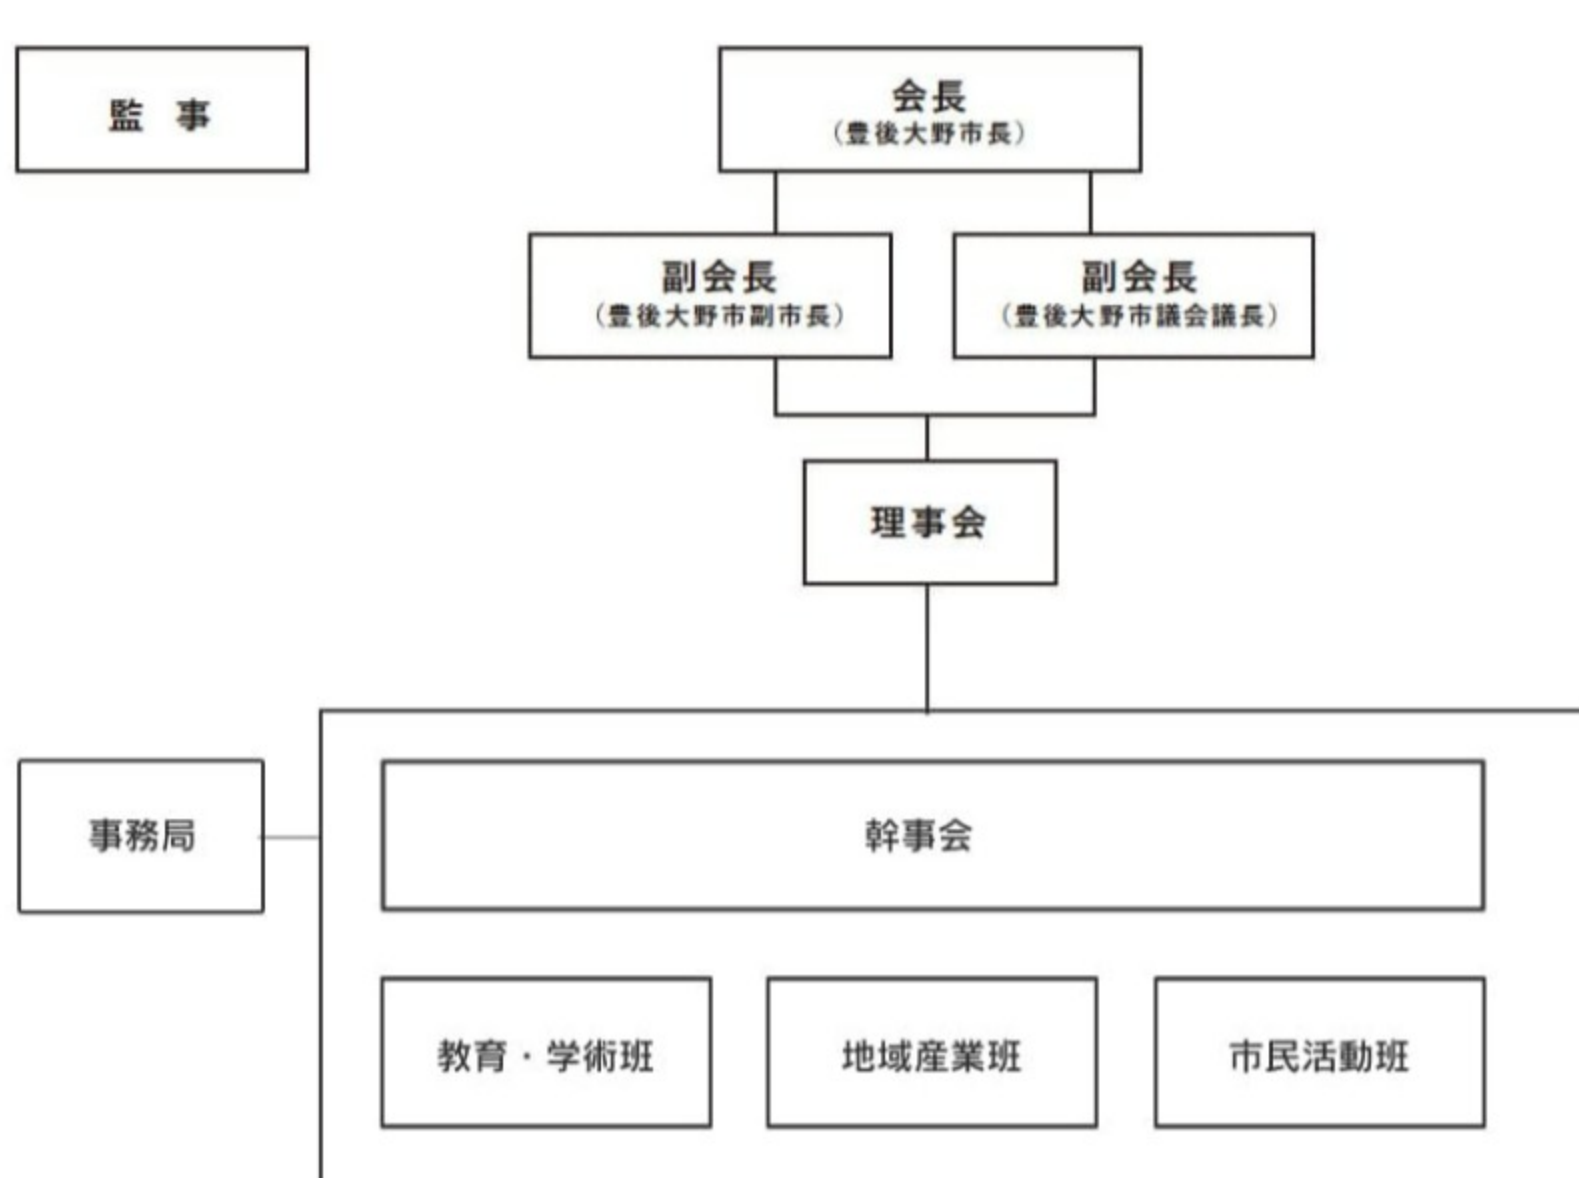 監 事
会長
（豊後大野市長）
副会長
（豊後大野市副市長）
副会長
（豊後大野市議会議長）
理事会
事務局
幹事会
教育・学術班
地域産業班
市民活動班